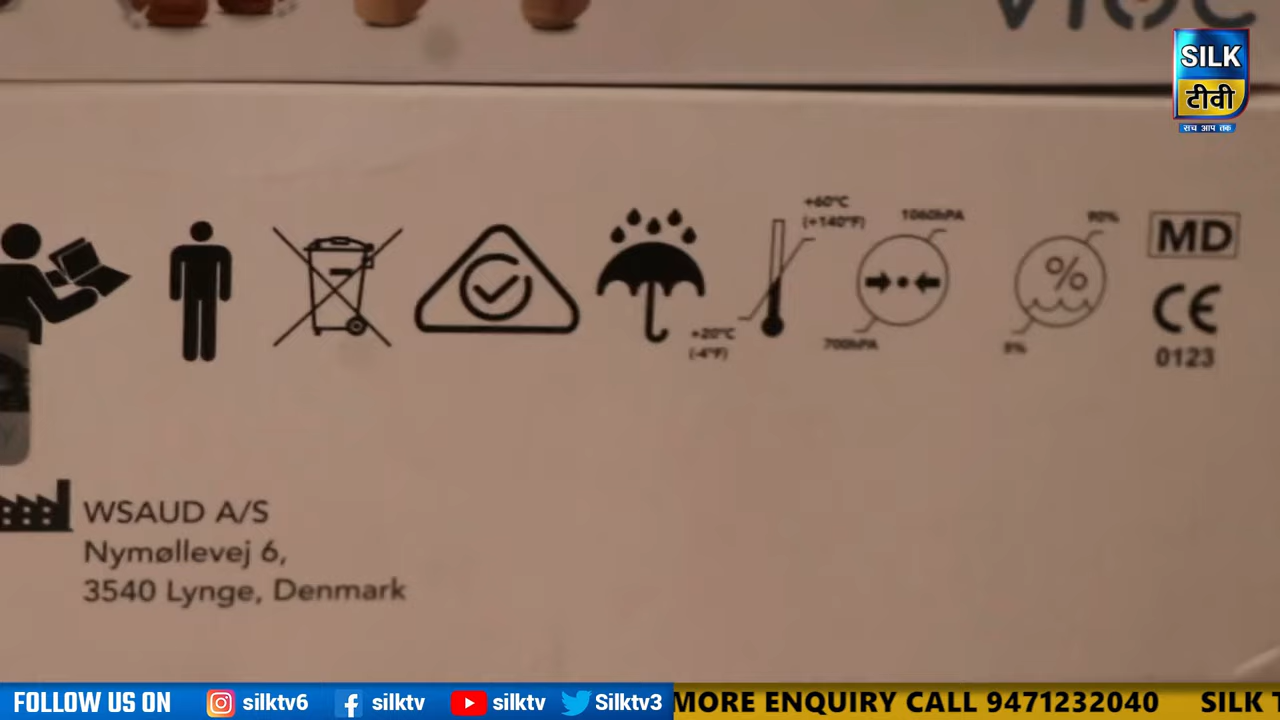 SILK
टीवी
सच आप तक
+60°C
(+140°F)
1060hPA
90%
MD
+20°C
(-4°F)
700hPA
%
CE
0123
WSAUD A/S
Nymøllevej 6,
3540 Lynge, Denmark
FOLLOW US ON silktv6 silktv silktv Silktv3 MORE ENQUIRY CALL 9471232040 SILK